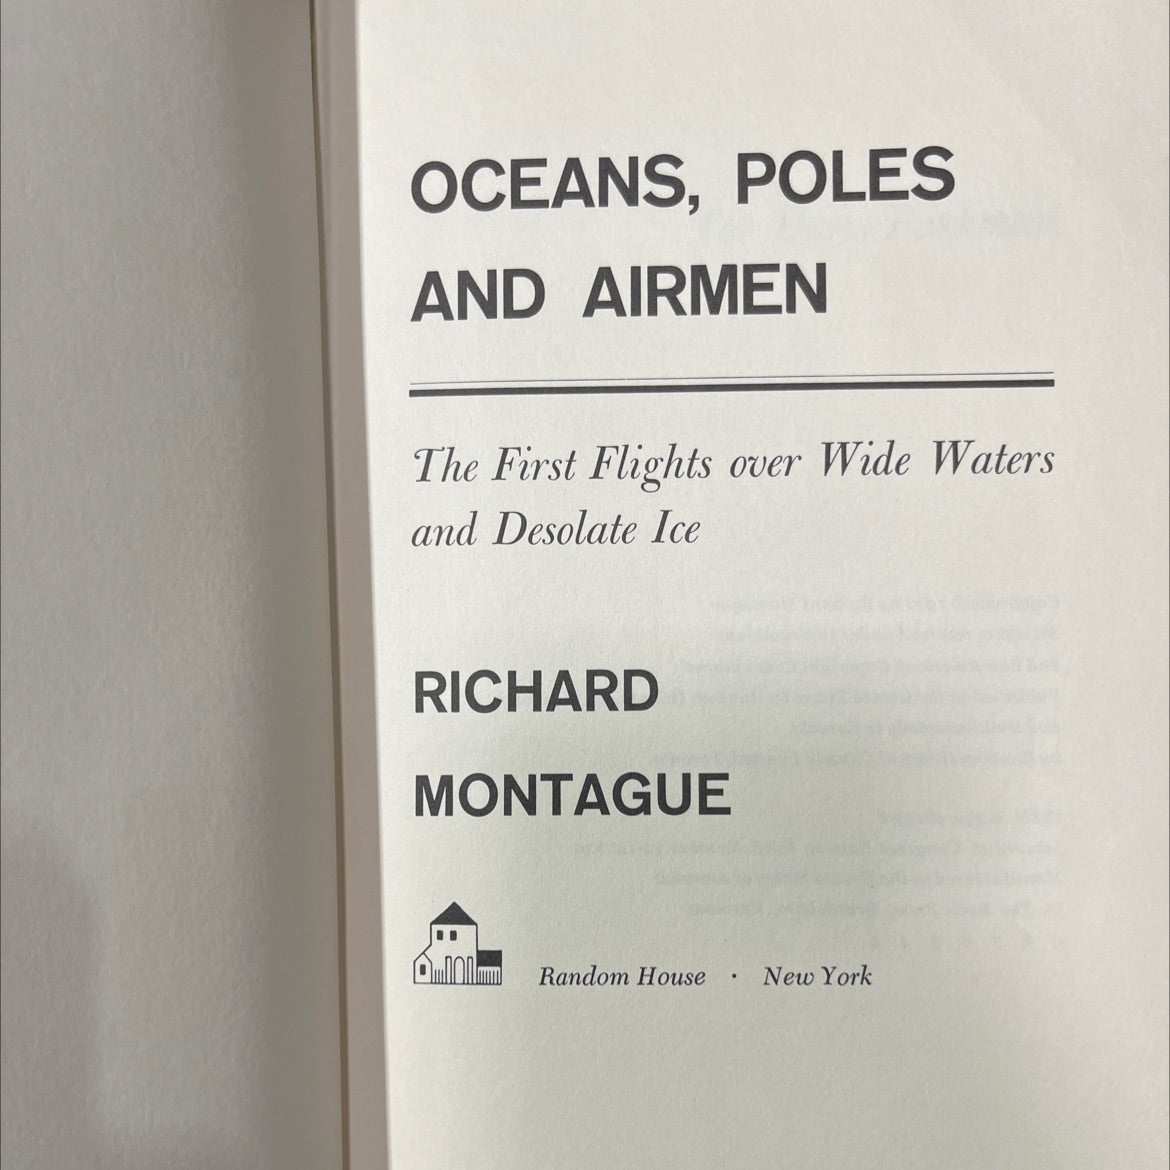 OCEANS, POLES
AND AIRMEN
The First Flights over Wide Waters
and Desolate Ice
RICHARD
MONTAGUE
Random House · New York